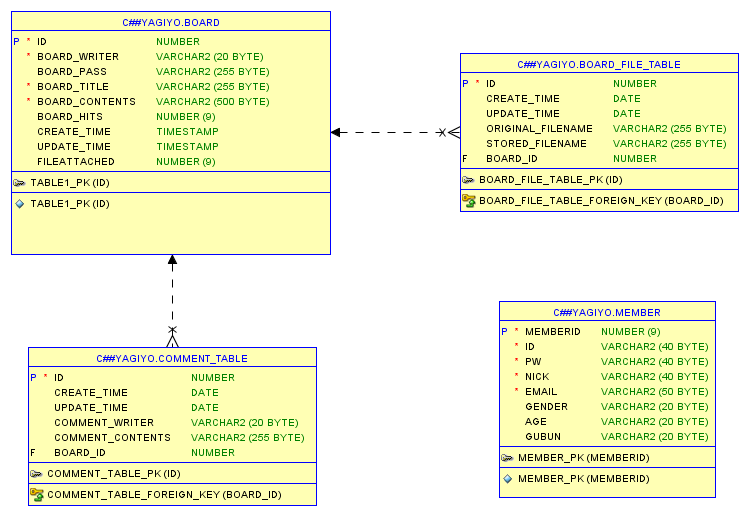 C##YAGIYO.BOARD
P * ID NUMBER
* BOARD_WRITER VARCHAR2 (20 BYTE)
BOARD_PASS VARCHAR2 (255 BYTE)
* BOARD_TITLE VARCHAR2 (255 BYTE)
* BOARD_CONTENTS VARCHAR2 (500 BYTE)
BOARD_HITS NUMBER (9)
CREATE_TIME TIMESTAMP
UPDATE_TIME TIMESTAMP
FILEATTACHED NUMBER (9)
TABLE1_PK (ID)
TABLE1_PK (ID)
C##YAGIYO.BOARD_FILE_TABLE
P * ID NUMBER
CREATE_TIME DATE
UPDATE_TIME DATE
ORIGINAL_FILENAME VARCHAR2 (255 BYTE)
STORED_FILENAME VARCHAR2 (255 BYTE)
F BOARD_ID NUMBER
BOARD_FILE_TABLE_PK (ID)
BOARD_FILE_TABLE_FOREIGN_KEY (BOARD_ID)
C##YAGIYO.COMMENT_TABLE
P * ID NUMBER
CREATE_TIME DATE
UPDATE_TIME DATE
COMMENT_WRITER VARCHAR2 (20 BYTE)
COMMENT_CONTENTS VARCHAR2 (255 BYTE)
F BOARD_ID NUMBER
COMMENT_TABLE_PK (ID)
COMMENT_TABLE_FOREIGN_KEY (BOARD_ID)
C##YAGIYO.MEMBER
P * MEMBERID NUMBER (9)
* ID VARCHAR2 (40 BYTE)
* PW VARCHAR2 (40 BYTE)
* NICK VARCHAR2 (40 BYTE)
* EMAIL VARCHAR2 (50 BYTE)
GENDER VARCHAR2 (20 BYTE)
AGE VARCHAR2 (20 BYTE)
GUBUN VARCHAR2 (20 BYTE)
MEMBER_PK (MEMBERID)
MEMBER_PK (MEMBERID)